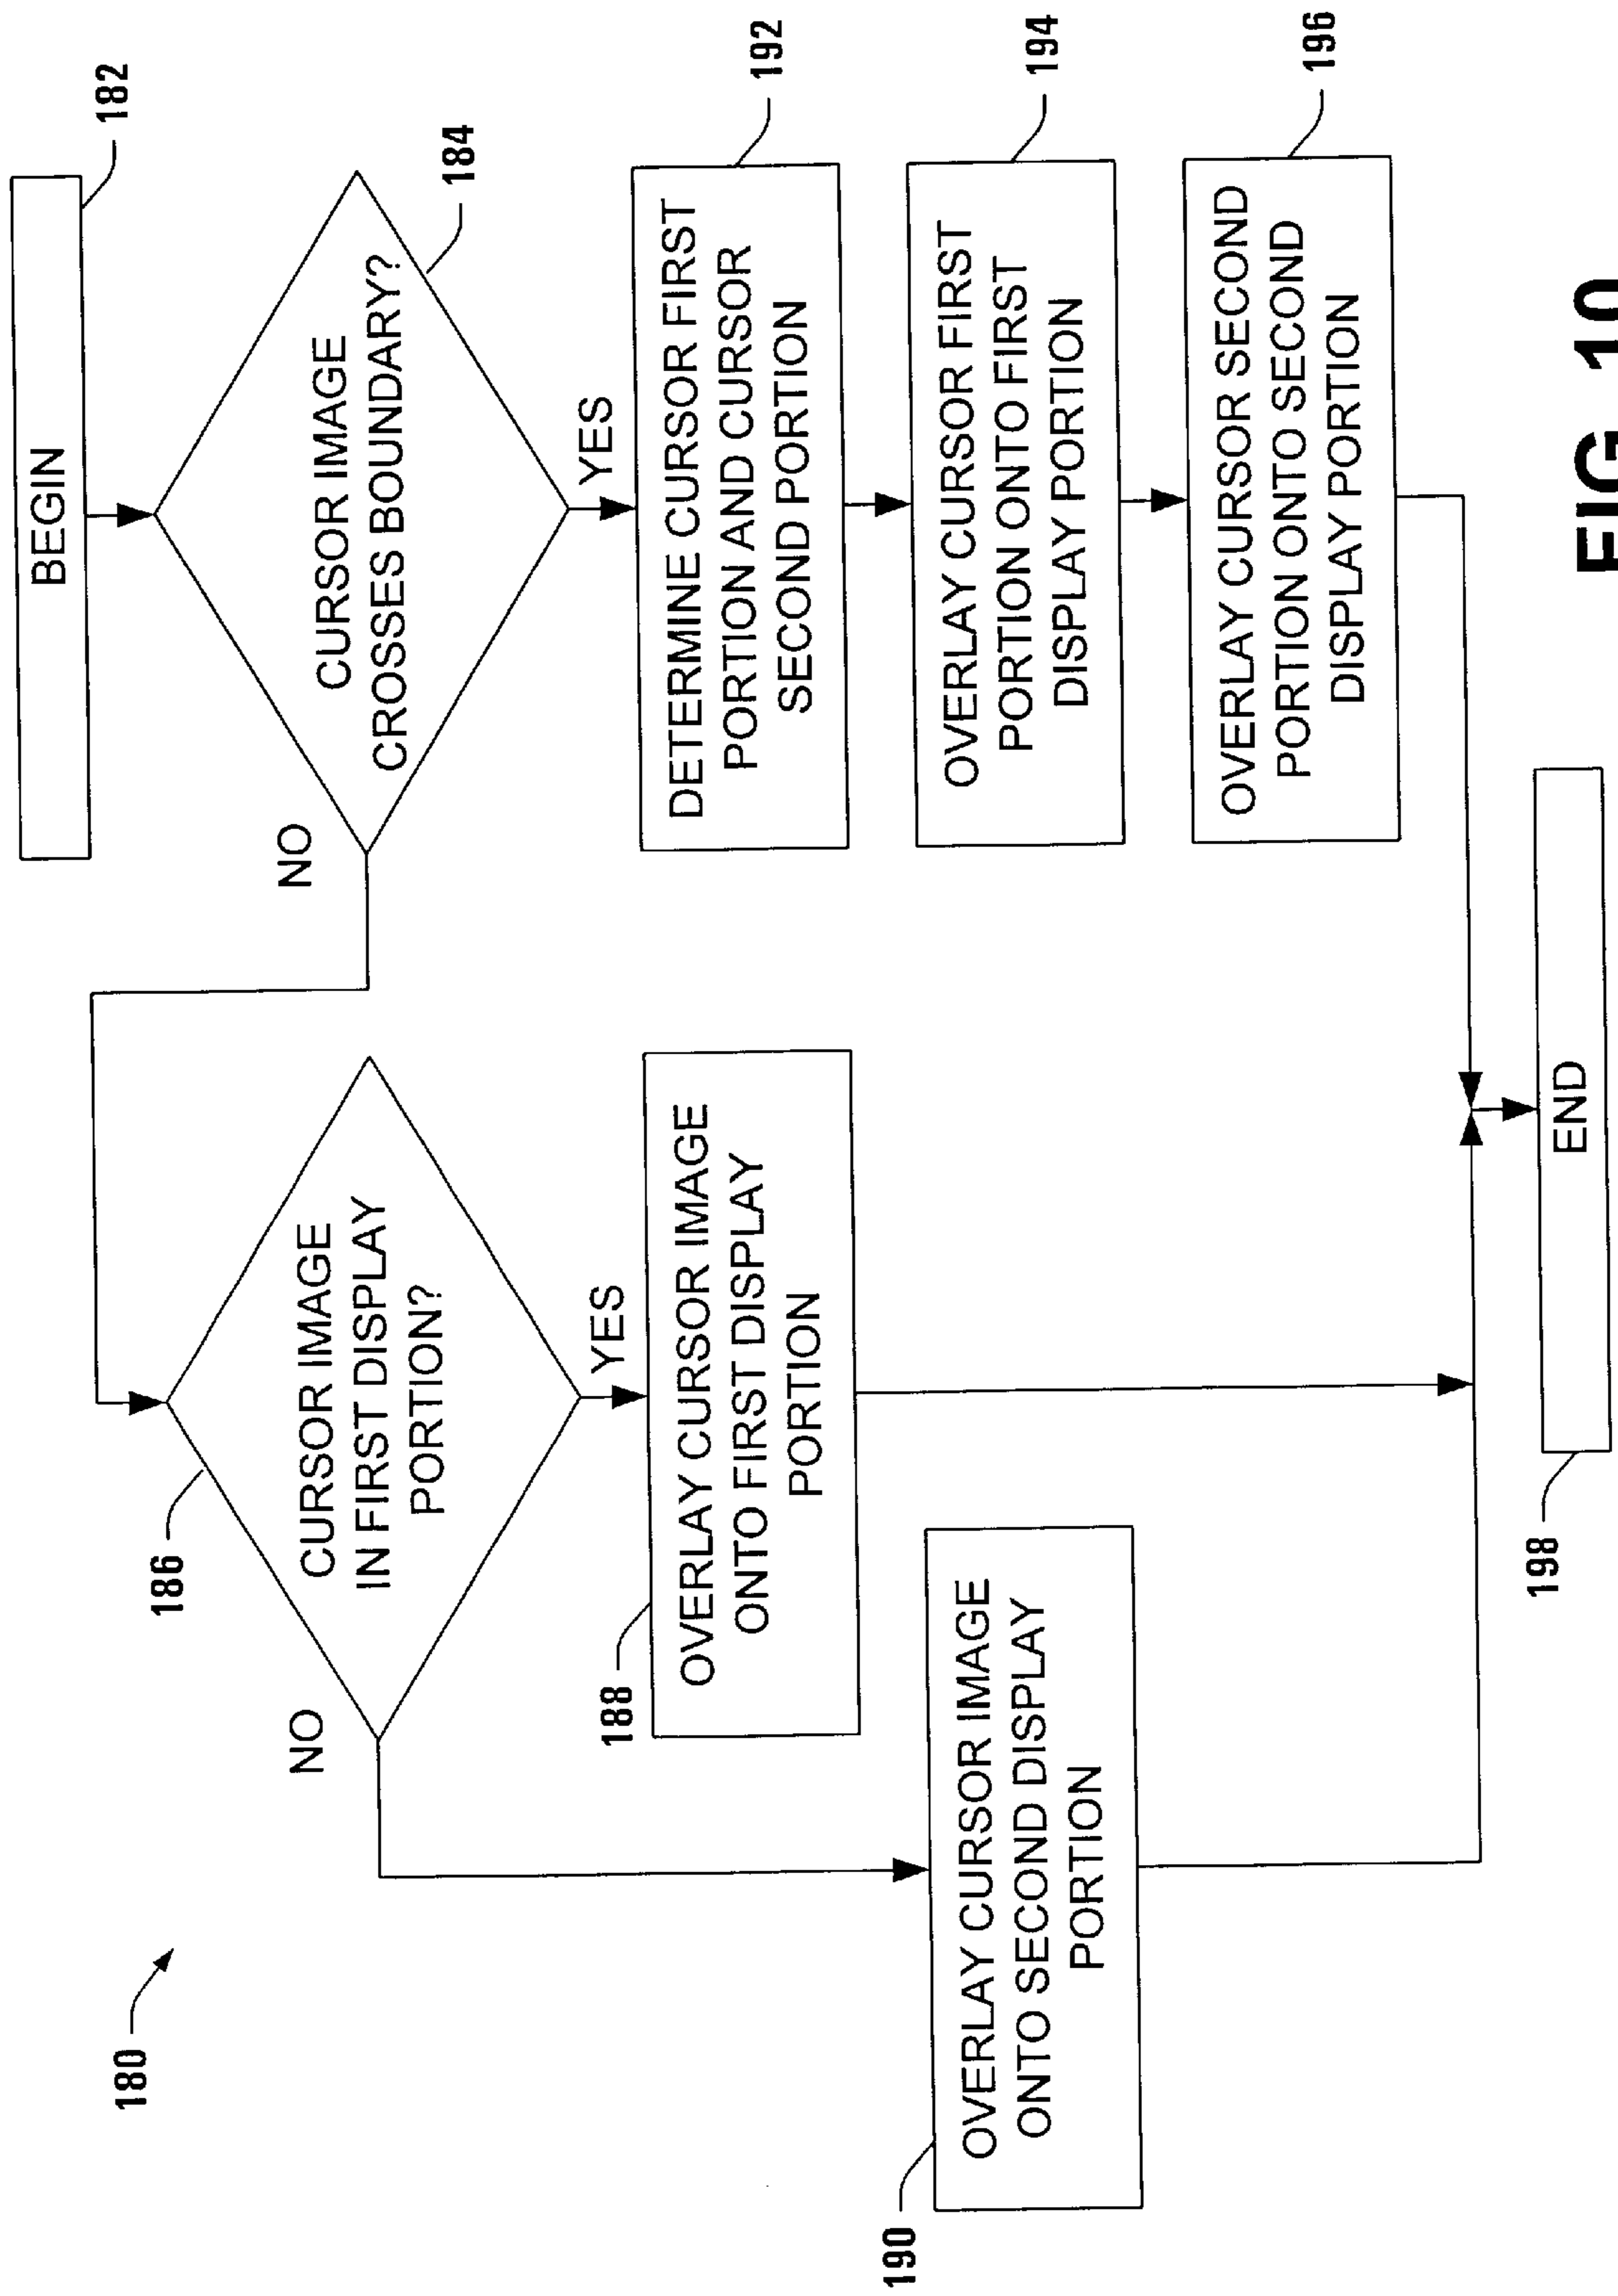 180
BEGIN
182
CURSOR IMAGE
CROSSES BOUNDARY?
184
NO
YES
186
CURSOR IMAGE
IN FIRST DISPLAY
PORTION?
NO
YES
188
OVERLAY CURSOR IMAGE
ONTO FIRST DISPLAY
PORTION
190
OVERLAY CURSOR IMAGE
ONTO SECOND DISPLAY
PORTION
DETERMINE CURSOR FIRST
PORTION AND CURSOR
SECOND PORTION
192
OVERLAY CURSOR FIRST
PORTION ONTO FIRST
DISPLAY PORTION
194
OVERLAY CURSOR SECOND
PORTION ONTO SECOND
DISPLAY PORTION
196
END
198
FIG 10